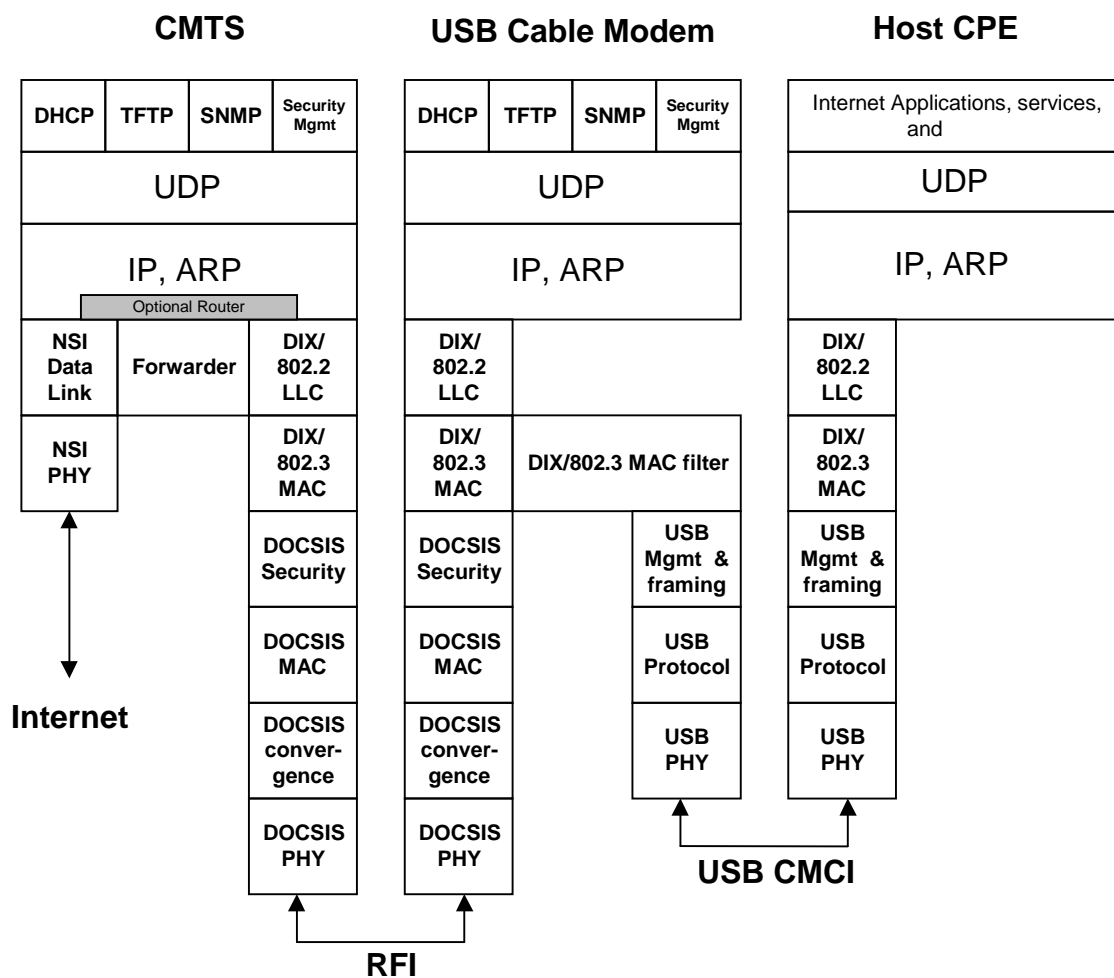 CMTS
USB Cable Modem
Host CPE
DHCP
TFTP
SNMP
Security
Mgmt
UDP
IP, ARP
Optional Router
NSI
Data
Link
Forwarder
DIX/
802.2
LLC
NSI
PHY
DIX/
802.3
MAC
DOCSIS
Security
DOCSIS
MAC
DOCSIS
conver-
gence
DOCSIS
PHY
Internet
DHCP
TFTP
SNMP
Security
Mgmt
UDP
IP, ARP
DIX/
802.2
LLC
DIX/
802.3
MAC
DIX/802.3 MAC filter
DOCSIS
Security
DOCSIS
MAC
DOCSIS
conver-
gence
DOCSIS
PHY
USB
Mgmt & 
framing
USB
Protocol
USB
PHY
Internet Applications, services,
and
UDP
IP, ARP
DIX/
802.2
LLC
DIX/
802.3
MAC
USB
Mgmt &
framing
USB
Protocol
USB
PHY
USB CMCI
RFI